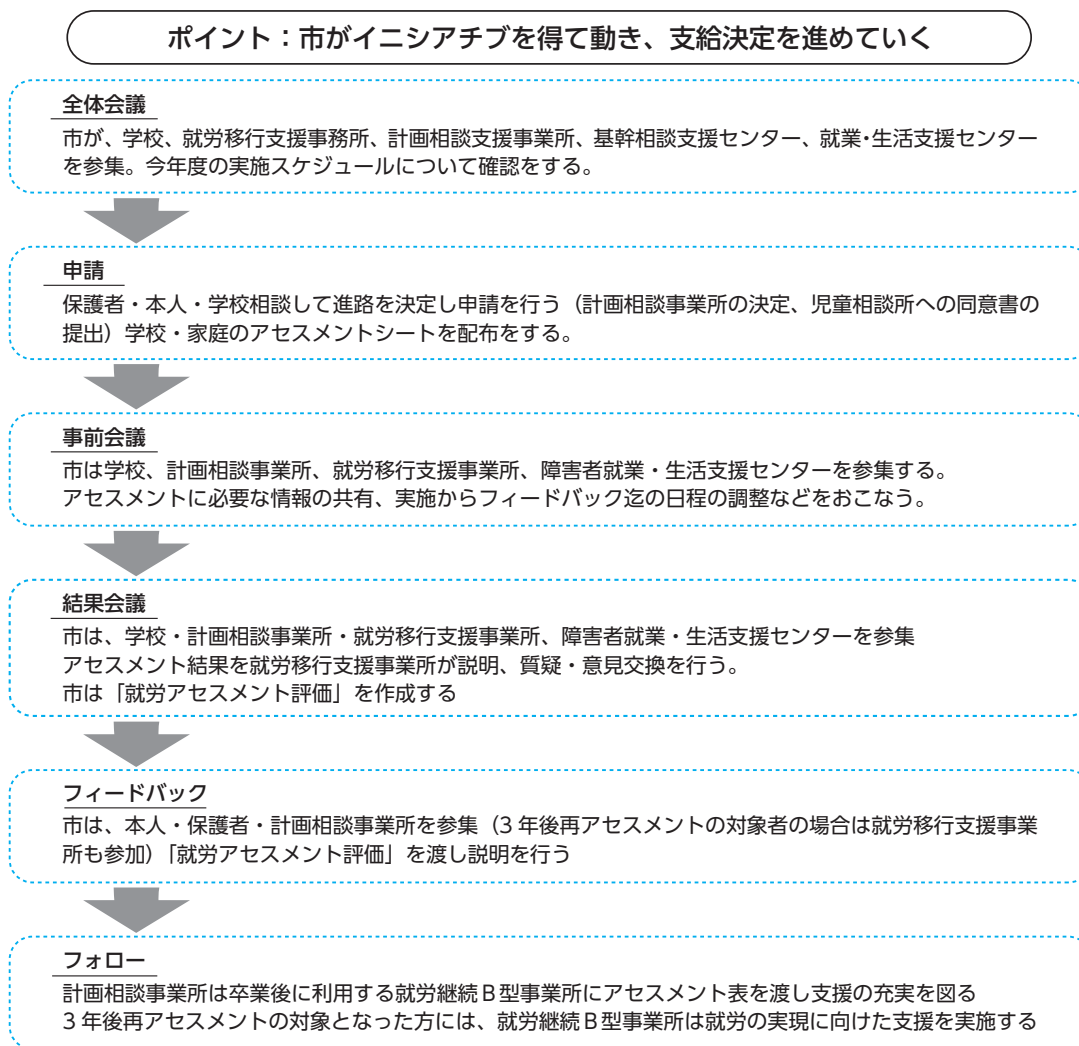 ポイント：市がイニシアチブを得て動き、支給決定を進めていく
全体会議
市が、学校、就労移行支援事務所、計画相談支援事業所、基幹相談支援センター、就業･生活支援センター
を参集。今年度の実施スケジュールについて確認をする。
申請
保護者・本人・学校相談して進路を決定し申請を行う（計画相談事業所の決定、児童相談所への同意書の
提出）学校・家庭のアセスメントシートを配布をする。
事前会議
市は学校、計画相談事業所、就労移行支援事業所、障害者就業・生活支援センターを参集する。
アセスメントに必要な情報の共有、実施からフィードバック迄の日程の調整などをおこなう。
結果会議
市は、学校・計画相談事業所・就労移行支援事業所、障害者就業・生活支援センターを参集
アセスメント結果を就労移行支援事業所が説明、質疑・意見交換を行う。
市は「就労アセスメント評価」を作成する
フィードバック
市は、本人・保護者・計画相談事業所を参集（3 年後再アセスメントの対象者の場合は就労移行支援事業
所も参加）「就労アセスメント評価」を渡し説明を行う
フォロー
計画相談事業所は卒業後に利用する就労継続Ｂ型事業所にアセスメント表を渡し支援の充実を図る
3 年後再アセスメントの対象となった方には、就労継続Ｂ型事業所は就労の実現に向けた支援を実施する